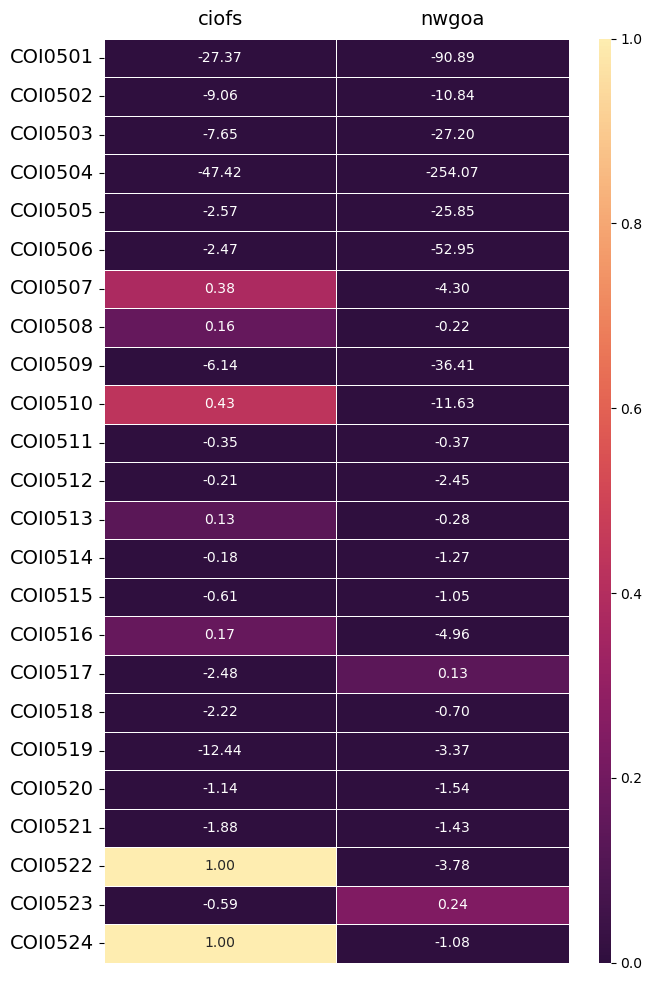 ciofs nwgoa
COI0501 -27.37 -90.89 1.0
COI0502 -9.06 -10.84
COI0503 -7.65 -27.20
COI0504 -47.42 -254.07
COI0505 -2.57 -25.85 0.8
COI0506 -2.47 -52.95
COI0507 0.38 -4.30
COI0508 0.16 -0.22
COI0509 -6.14 -36.41
COI0510 0.43 -11.63 0.6
COI0511 -0.35 -0.37
COI0512 -0.21 -2.45
COI0513 0.13 -0.28
COI0514 -0.18 -1.27
COI0515 -0.61 -1.05 0.4
COI0516 0.17 -4.96
COI0517 -2.48 0.13
COI0518 -2.22 -0.70
COI0519 -12.44 -3.37
COI0520 -1.14 -1.54 0.2
COI0521 -1.88 -1.43
COI0522 1.00 -3.78
COI0523 -0.59 0.24
COI0524 1.00 -1.08
0.0